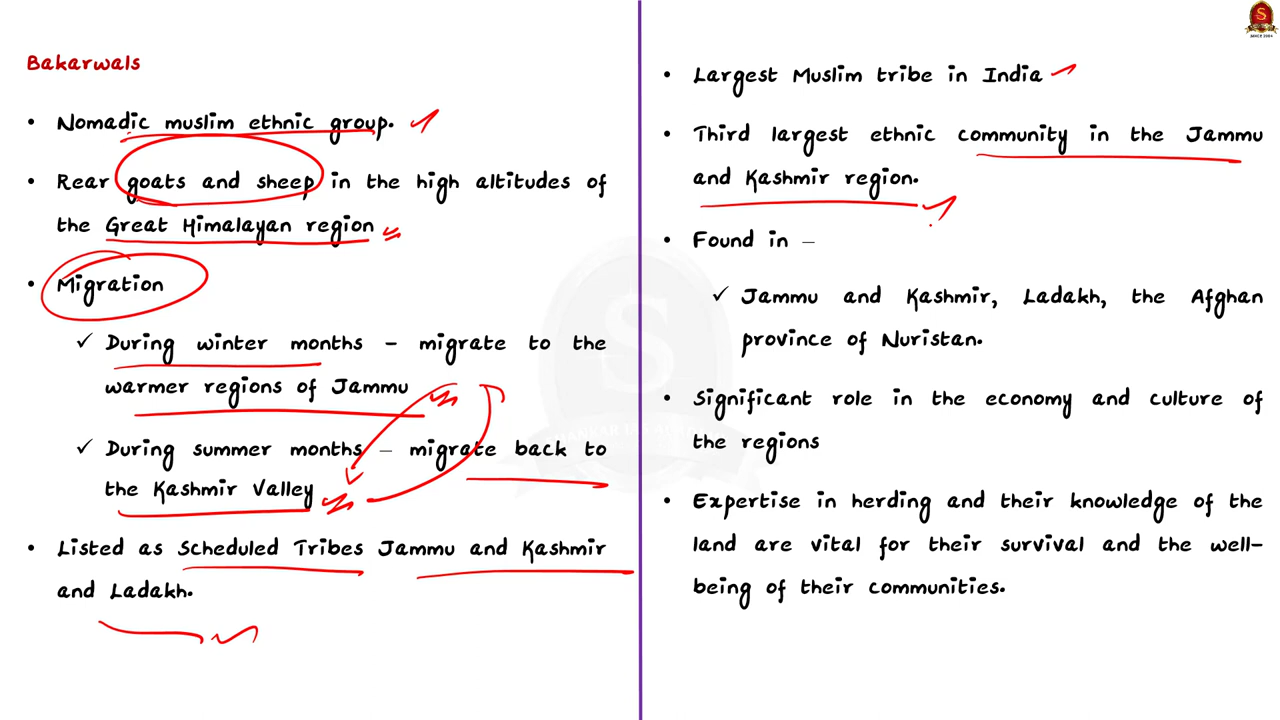 Bakarwals
• Nomadic muslim ethnic group.
• Rear goats and sheep in the high altitudes of
the Great Himalayan region
• Migration
✓ During winter months – migrate to the
warmer regions of Jammu
✓ During summer months – migrate back to
the Kashmir Valley
• Listed as Scheduled Tribes Jammu and Kashmir
and Ladakh.
• Largest Muslim tribe in India
• Third largest ethnic community in the Jammu
and Kashmir region.
• Found in –
✓ Jammu and Kashmir, Ladakh, the Afghan
province of Nuristan.
• Significant role in the economy and culture of
the regions
• Expertise in herding and their knowledge of the
land are vital for their survival and the well-
being of their communities.
S
SINCE 2004